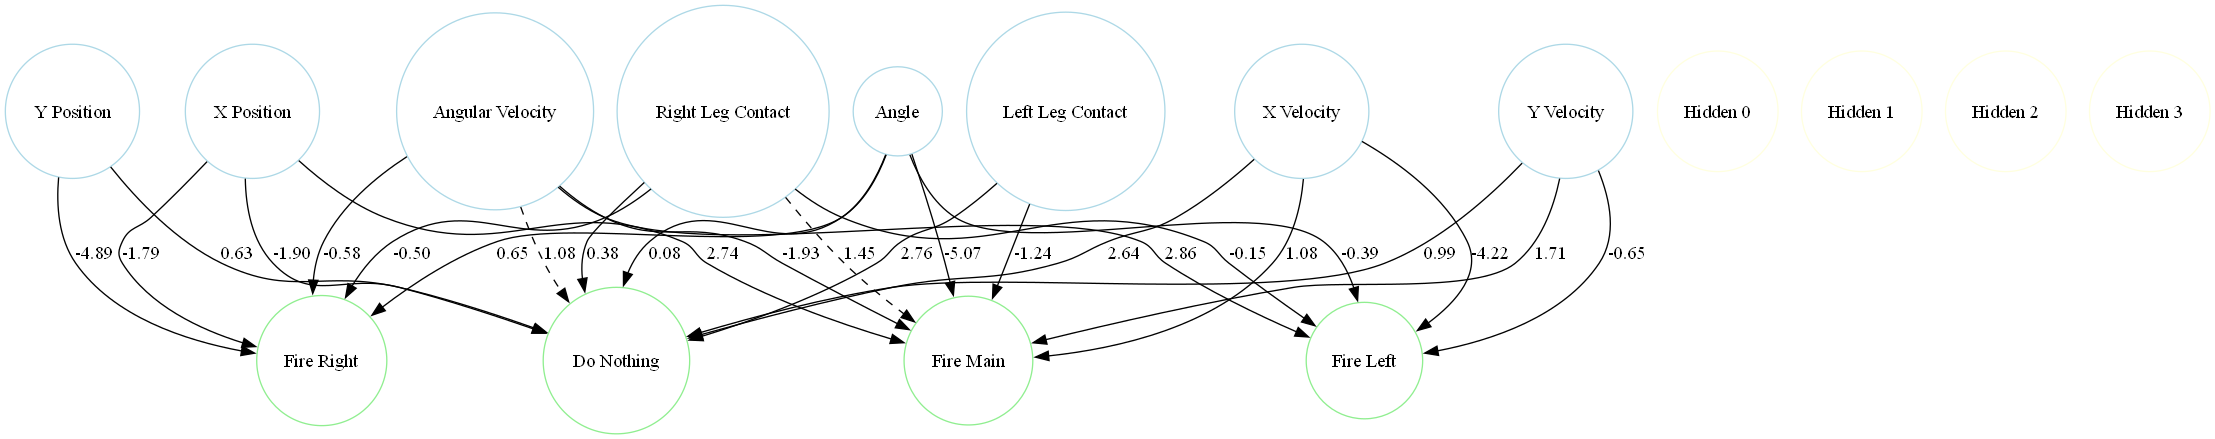 Y Position
X Position
Angular Velocity
Right Leg Contact
Angle
Left Leg Contact
X Velocity
Y Velocity
Hidden 0
Hidden 1
Hidden 2
Hidden 3
-4.89
-1.79
0.63
-1.90
-0.58
-0.50
0.65
1.08
0.38
0.08
2.74
-1.93
1.45
2.76
-5.07
-1.24
2.64
2.86
-0.15
1.08
-0.39
-4.22
0.99
1.71
-0.65
Fire Right
Do Nothing
Fire Main
Fire Left